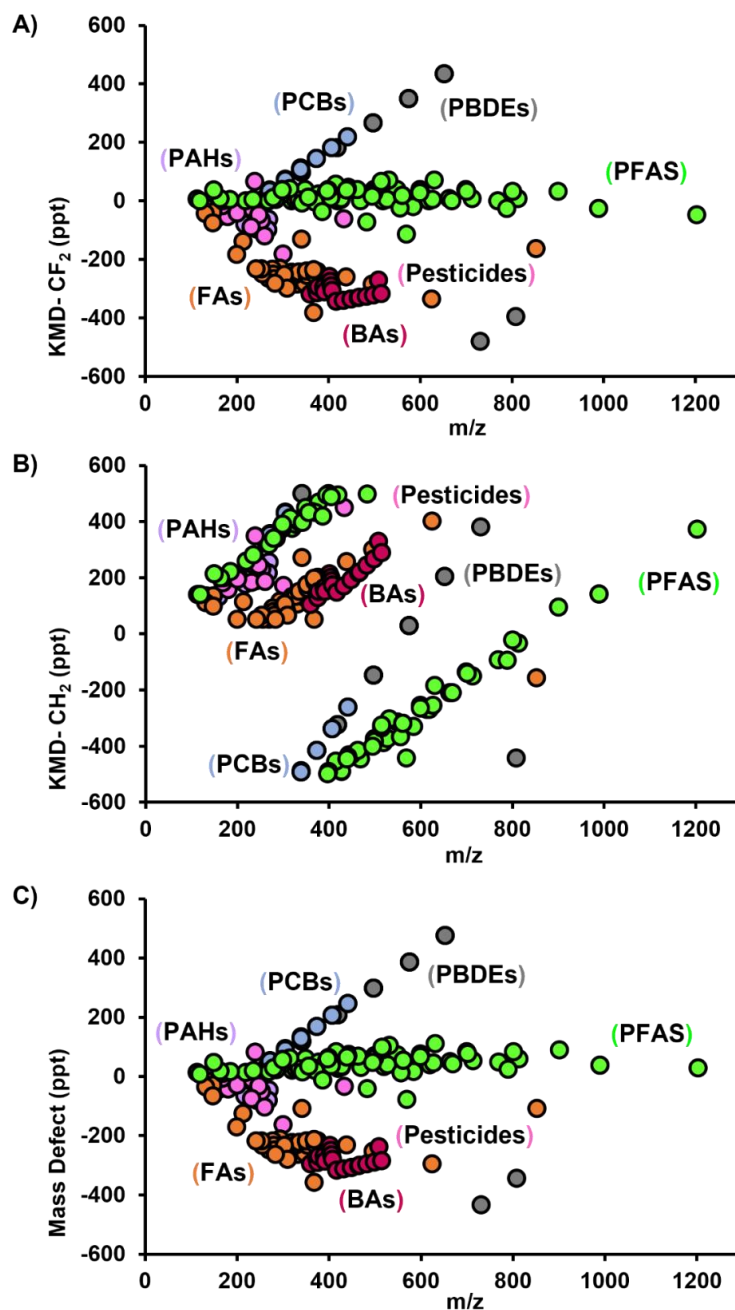 A)
600
400
200
0
-200
-400
-600
KMD- CF₂ (ppt)
(PCBs)
(PBDEs)
(PAHs)
(PFAS)
(Pesticides)
(FAs)
(BAs)
0 200 400 600 800 1000 1200
m/z
B)
600
400
200
0
-200
-400
-600
KMD- CH₂ (ppt)
(Pesticides)
(PAHs)
(PBDEs)
(PFAS)
(BAs)
(FAs)
(PCBs)
0 200 400 600 800 1000 1200
m/z
C)
600
400
200
0
-200
-400
-600
Mass Defect (ppt)
(PBDEs)
(PCBs)
(PAHs)
(PFAS)
(Pesticides)
(FAs)
(BAs)
0 200 400 600 800 1000 1200
m/z